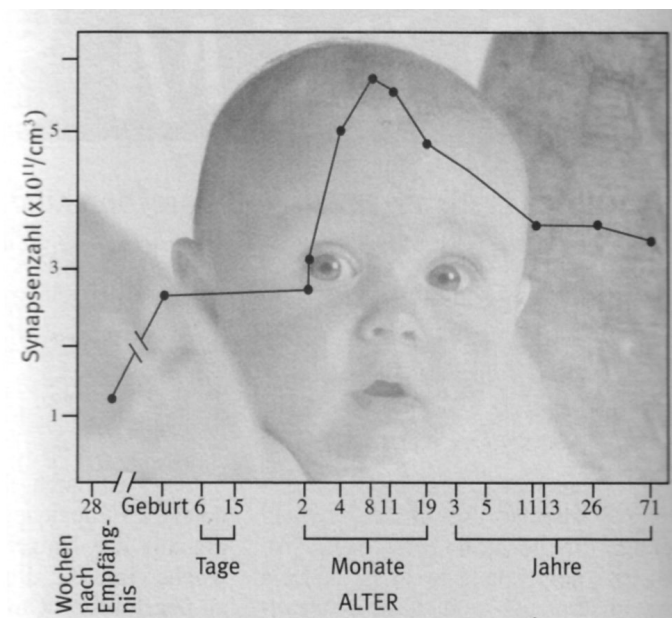 Synapsenzahl (x10¹¹/cm³)
5
3
1
28 Geburt 6 15 2 4 8 11 19 3 5 11 13 26 71
Wochen
nach
Empfäng-
nis
Tage Monate Jahre
ALTER